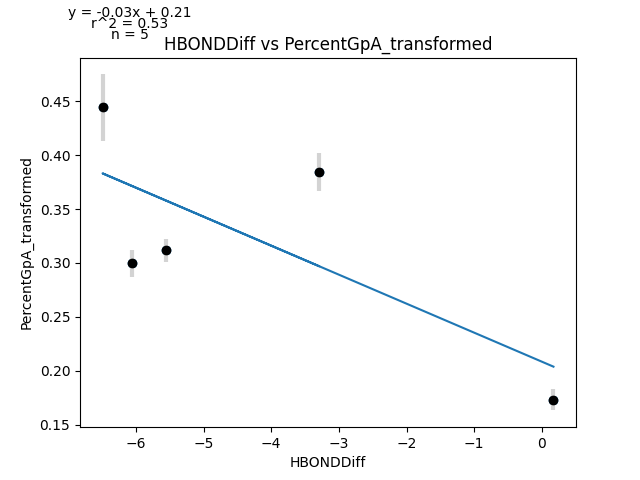 y = -0.03x + 0.21
r^2 = 0.53
n = 5
HBONDDiff vs PercentGpA_transformed
PercentGpA_transformed
0.45
0.40
0.35
0.30
0.25
0.20
0.15
−6
−5
−4
−3
−2
−1
0
HBONDDiff